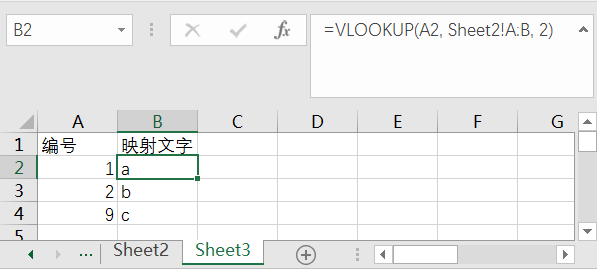 B2
fx
=VLOOKUP(A2, Sheet2!A:B, 2)
A B C D E F G
1 编号 映射文字
2 1 a
3 2 b
4 9 c
5
... Sheet2 Sheet3